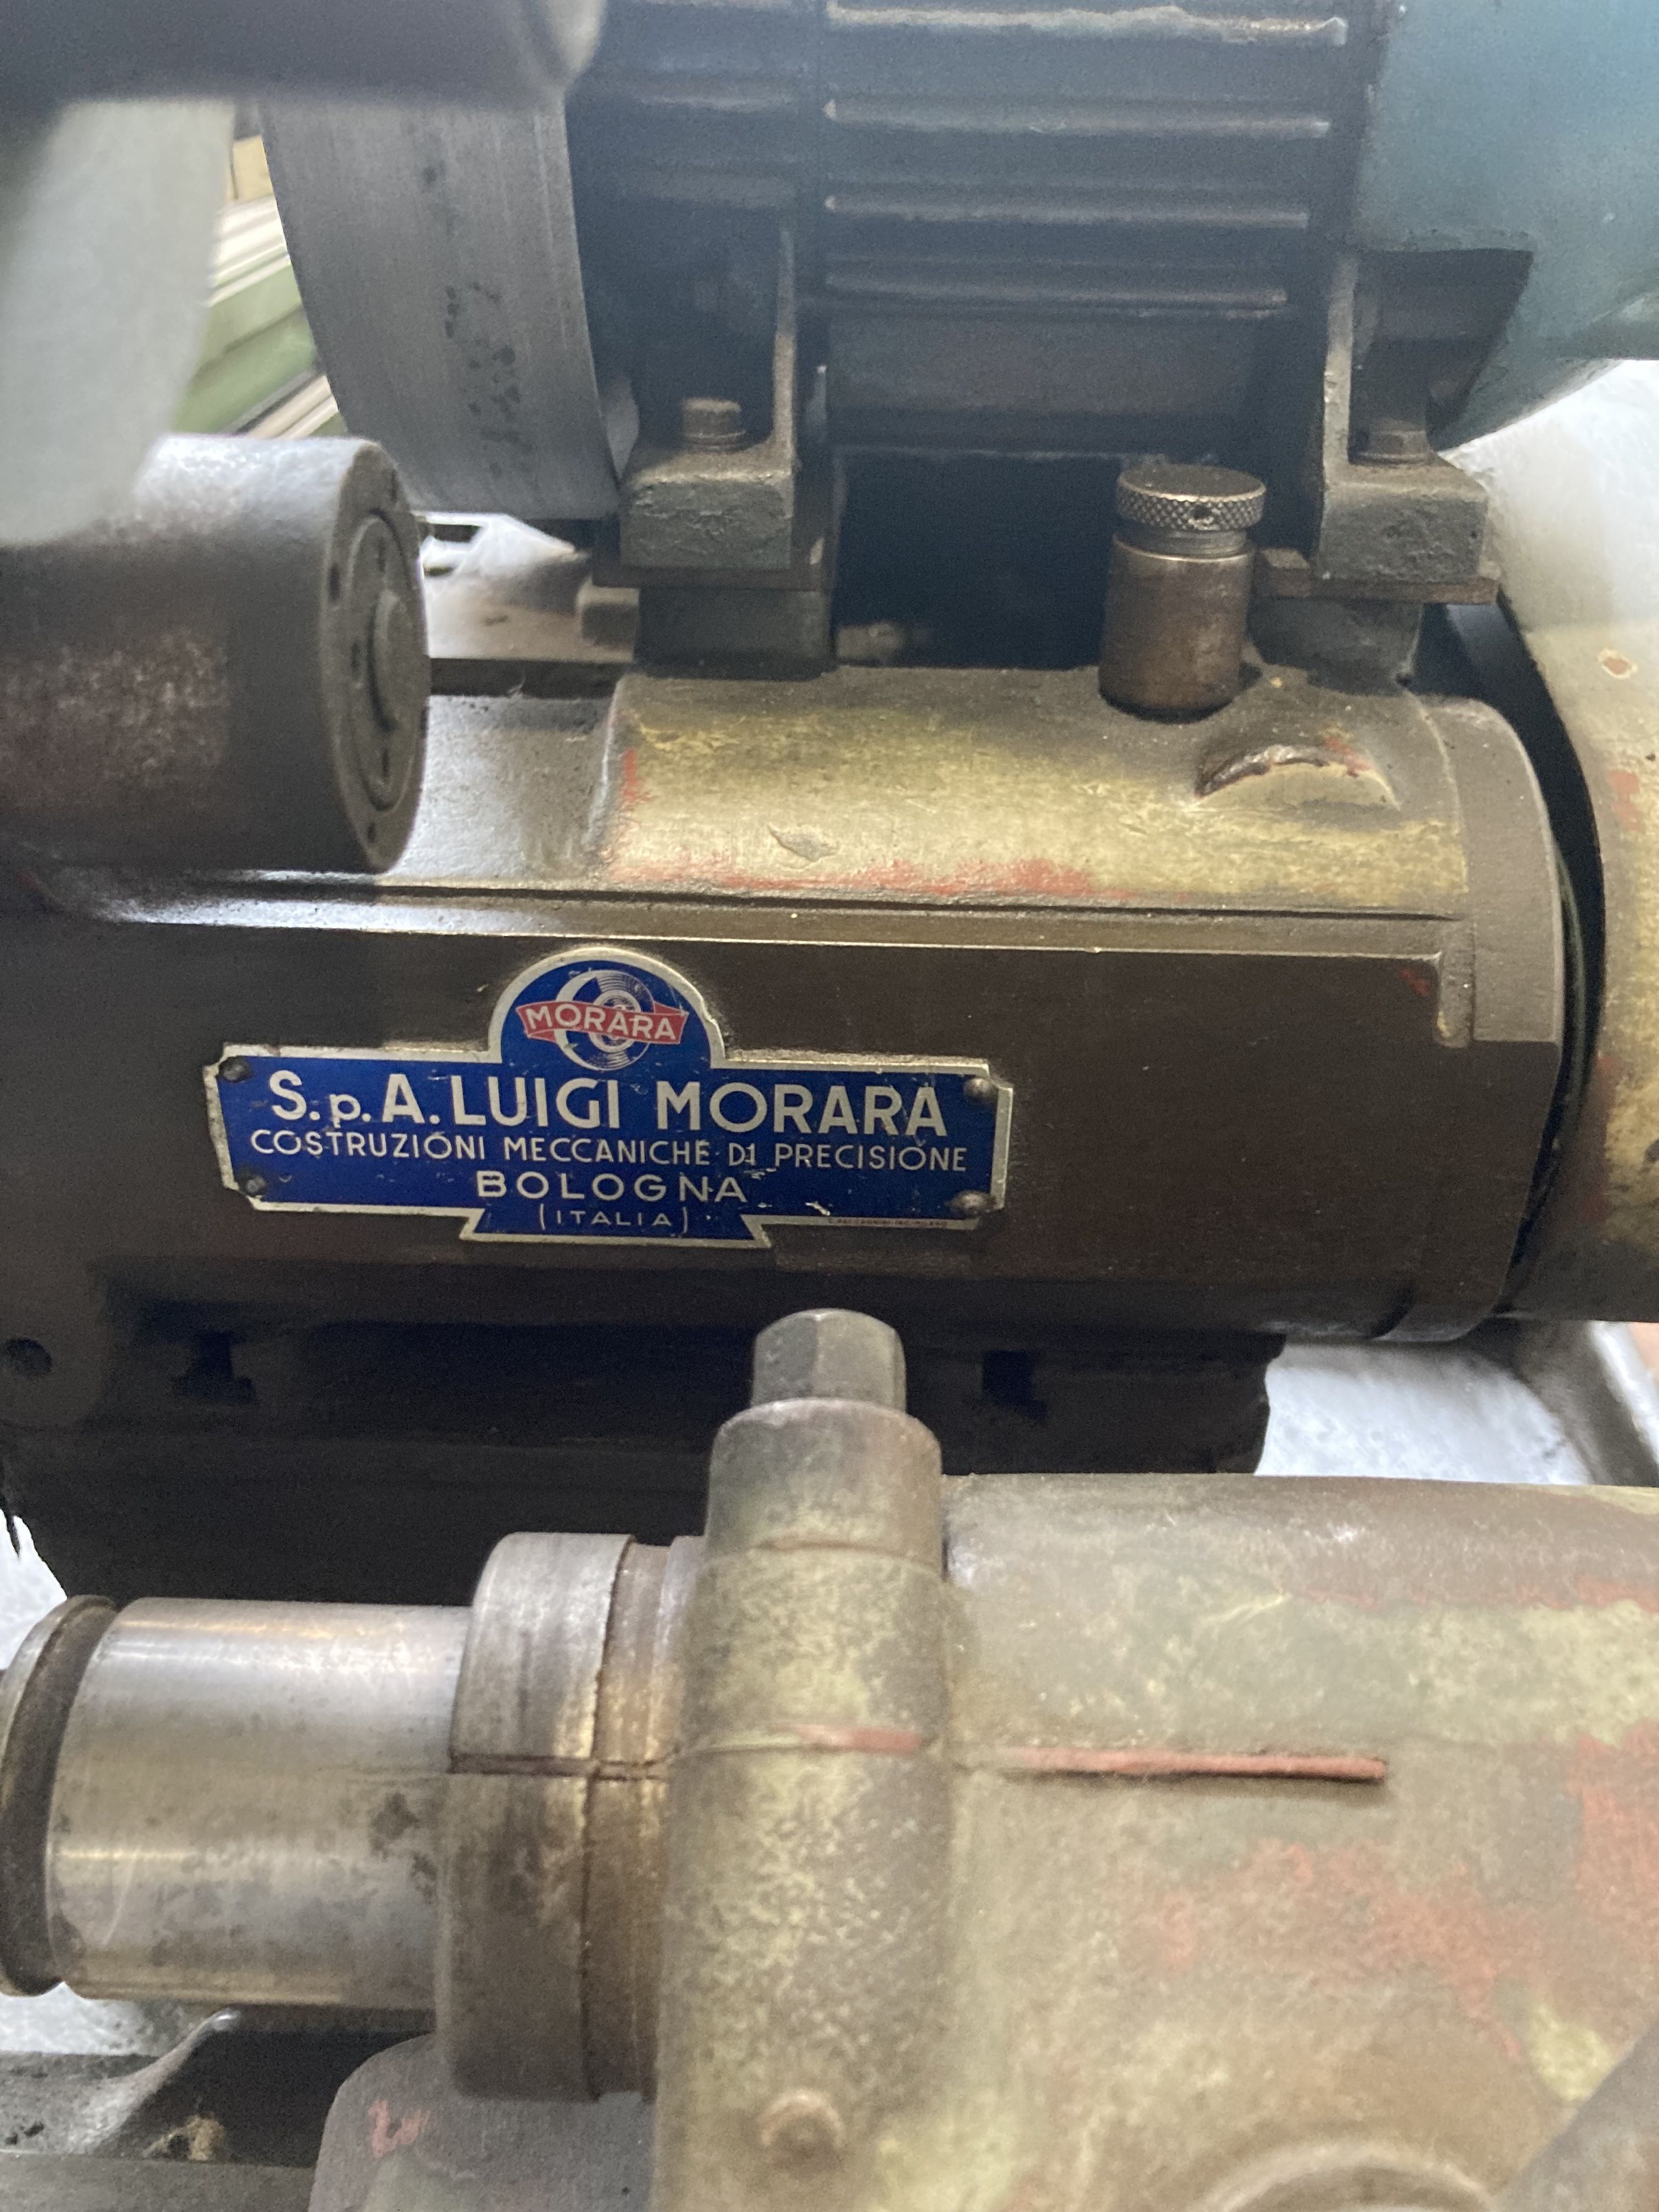 MORARA
S.p.A. LUIGI MORARA
COSTRUZIONI MECCANICHE DI PRECISIONE
BOLOGNA
(ITALIA)